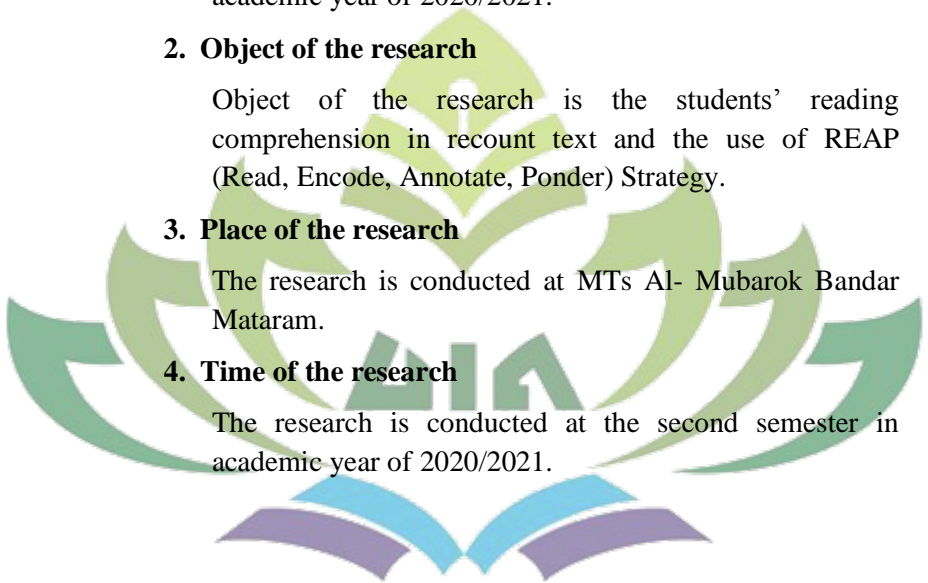 academic year of 2020/2021.
2. Object of the research
Object of the research is the students’ reading
comprehension in recount text and the use of REAP
(Read, Encode, Annotate, Ponder) Strategy.
3. Place of the research
The research is conducted at MTs Al- Mubarok Bandar
Mataram.
4. Time of the research
The research is conducted at the second semester in
academic year of 2020/2021.